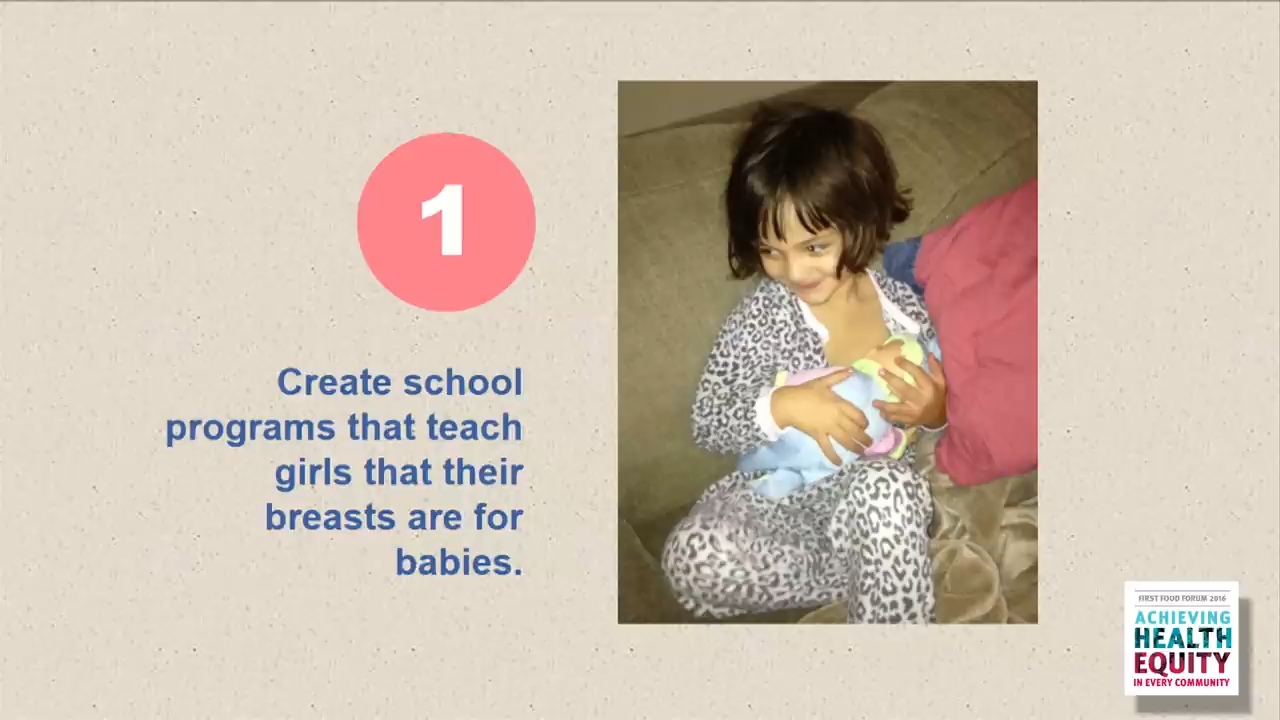 1
Create school
programs that teach
girls that their
breasts are for
babies.
FIRST FOOD FORUM 2016
ACHIEVING
HEALTH
EQUITY
IN EVERY COMMUNITY